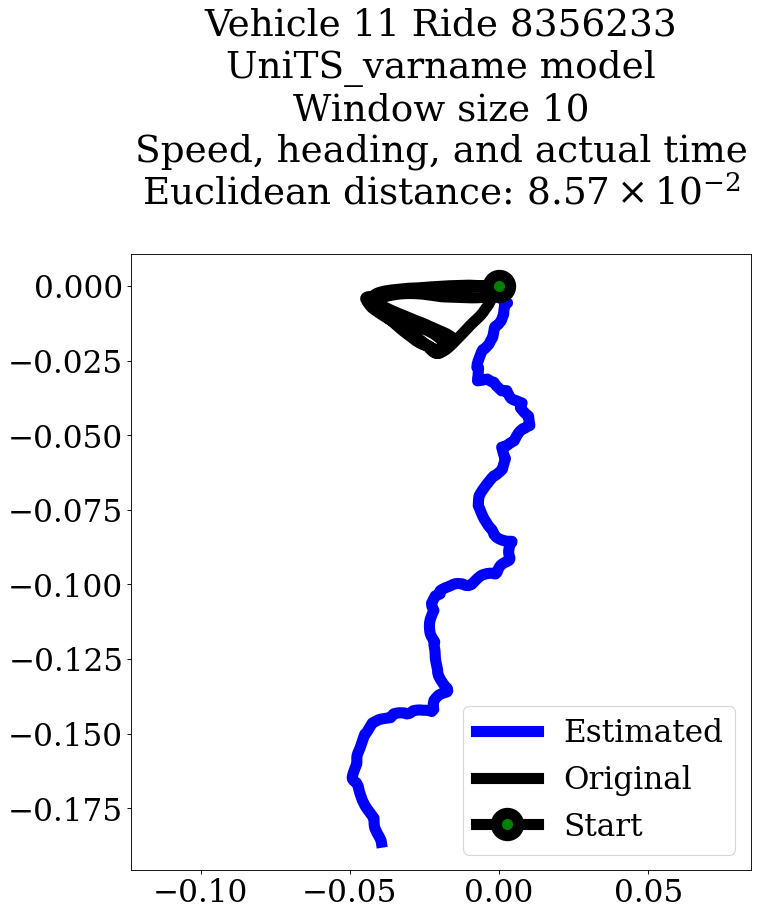 Vehicle 11 Ride 8356233
UniTS_varname model
Window size 10
Speed, heading, and actual time
Euclidean distance: 8.57 × 10⁻²
0.000
−0.025
−0.050
−0.075
−0.100
−0.125
−0.150
−0.175
Estimated
Original
Start
−0.10 −0.05 0.00 0.05